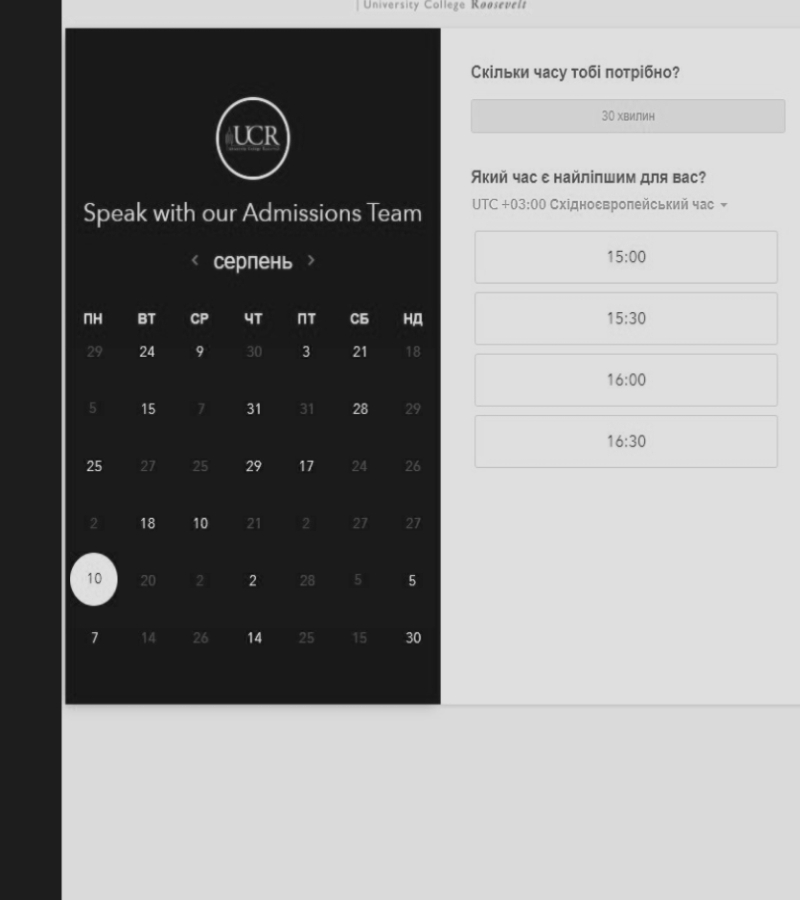 University College Roosevelt
UCR
Speak with our Admissions Team
‹ серпень ›
ПН ВТ СР ЧТ ПТ СБ НД
29 24 9 30 3 21 18
5 15 7 31 31 28 29
25 27 25 29 17 24 26
2 18 10 21 2 27 27
10 20 2 2 28 5 5
7 14 26 14 25 15 30
Скільки часу тобі потрібно?
30 хвилин
Який час є найліпшим для вас?
UTC +03:00 Східноєвропейський час
15:00
15:30
16:00
16:30